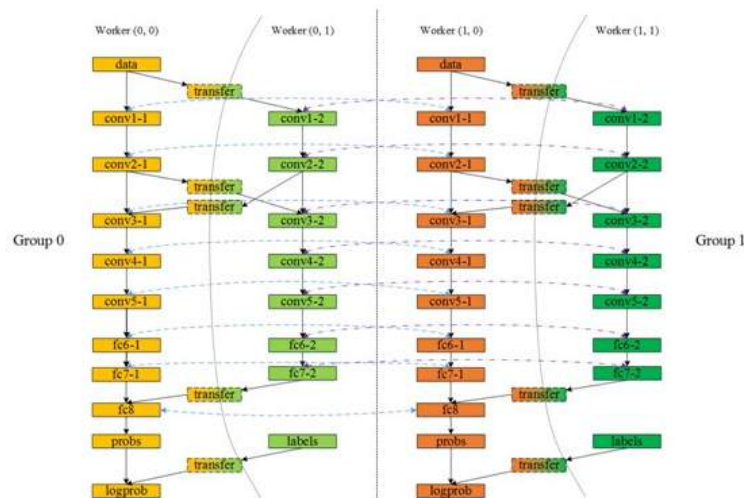 Worker (0, 0) Worker (0, 1) Worker (1, 0) Worker (1, 1)
data data
transfer transfer
conv1-1 conv1-2 conv1-1 conv1-2
conv2-1 conv2-2 conv2-1 conv2-2
transfer transfer
transfer transfer
conv3-1 conv3-2 conv3-1 conv3-2
Group 0 Group 1
conv4-1 conv4-2 conv4-1 conv4-2
conv5-1 conv5-2 conv5-1 conv5-2
fc6-1 fc6-2 fc6-1 fc6-2
fc7-1 fc7-2 fc7-1 fc7-2
transfer transfer
fc8 fc8
probs labels probs labels
transfer transfer
logprob logprob